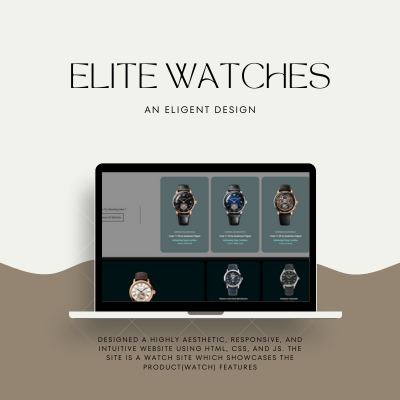 ELITE WATCHES
AN ELIGENT DESIGN
DESIGNED A HIGHLY AESTHETIC, RESPONSIVE, AND
INTUITIVE WEBSITE USING HTML, CSS, AND JS. THE
SITE IS A WATCH SITE WHICH SHOWCASES THE
PRODUCT(WATCH) FEATURES